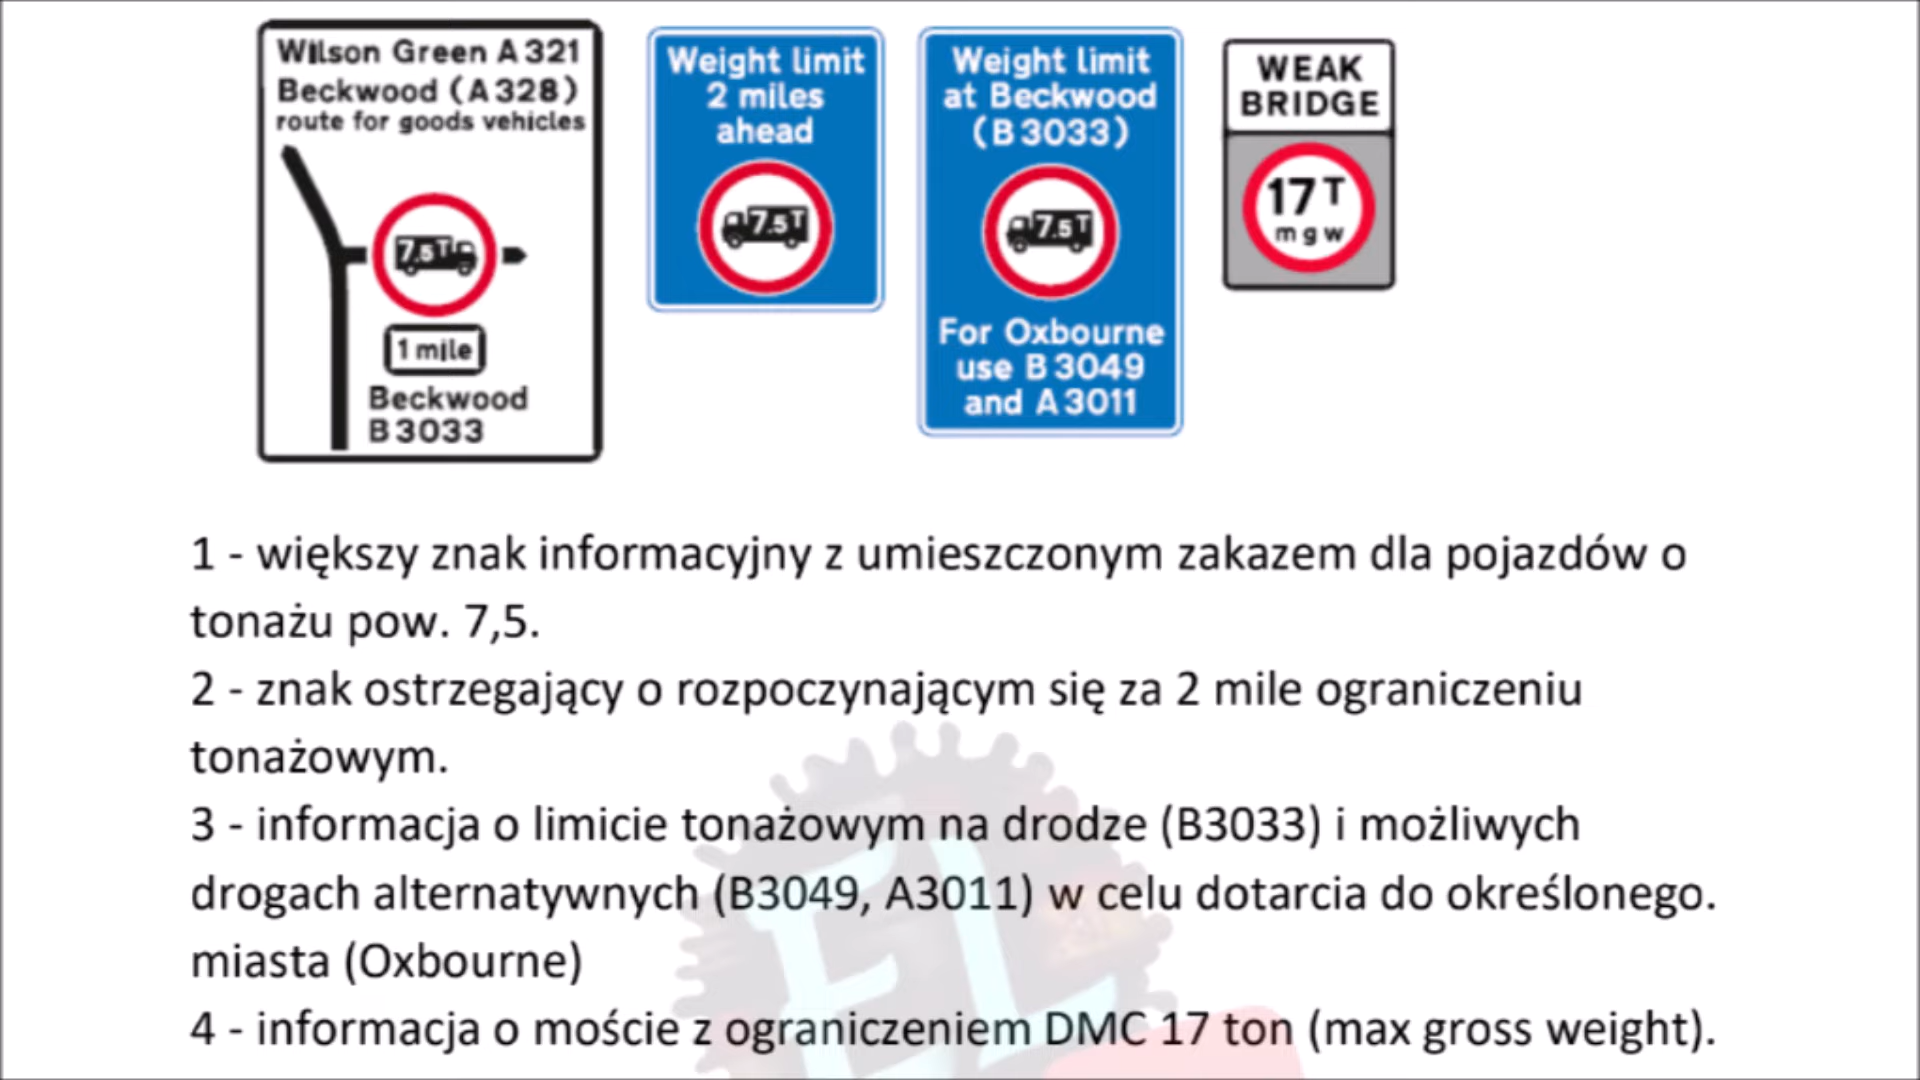 Wilson Green A 321
Beckwood (A 328)
route for goods vehicles
7.5T
1 mile
Beckwood
B 3033
Weight limit
2 miles
ahead
7.5T
Weight limit
at Beckwood
(B 3033)
7.5T
For Oxbourne
use B 3049
and A 3011
WEAK
BRIDGE
17T
mgw
1 - większy znak informacyjny z umieszczonym zakazem dla pojazdów o
tonażu pow. 7,5.
2 - znak ostrzegający o rozpoczynającym się za 2 mile ograniczeniu
tonażowym.
3 - informacja o limicie tonażowym na drodze (B3033) i możliwych
drogach alternatywnych (B3049, A3011) w celu dotarcia do określonego.
miasta (Oxbourne)
4 - informacja o moście z ograniczeniem DMC 17 ton (max gross weight).
EL